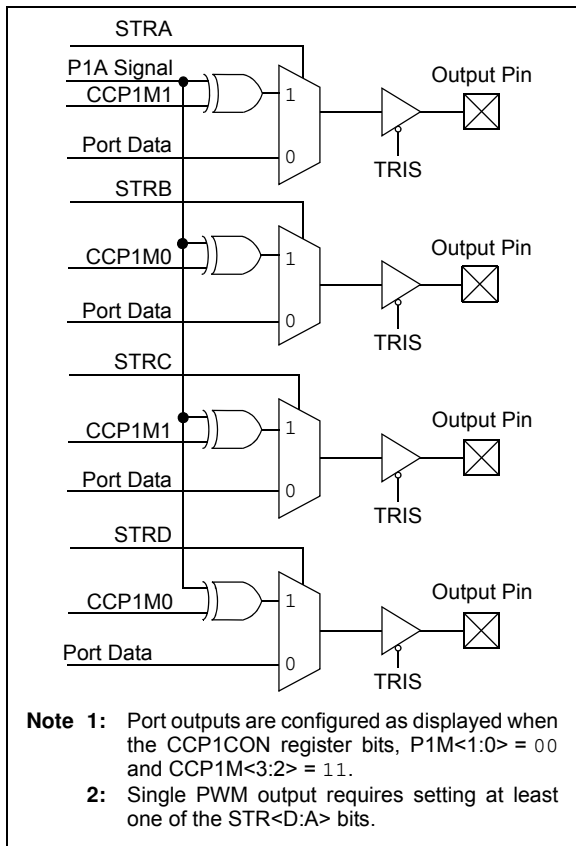 STRA
P1A Signal
CCP1M1
1
Output Pin
Port Data
0
TRIS
STRB
CCP1M0
1
Output Pin
Port Data
0
TRIS
STRC
CCP1M1
1
Output Pin
Port Data
0
TRIS
STRD
CCP1M0
1
Output Pin
Port Data
0
TRIS
Note 1: Port outputs are configured as displayed when
the CCP1CON register bits, P1M<1:0> = 00
and CCP1M<3:2> = 11.
2: Single PWM output requires setting at least
one of the STR<D:A> bits.